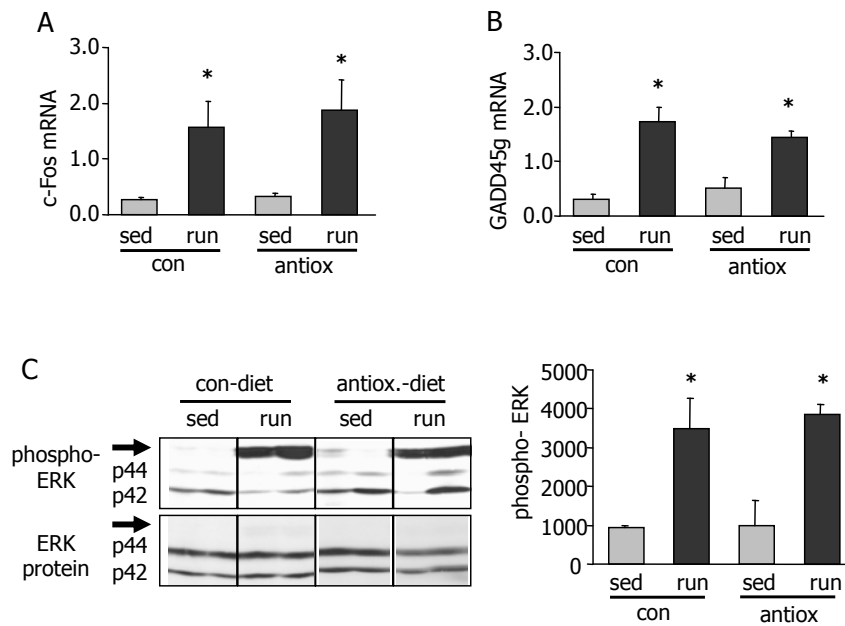 A
c-Fos mRNA
3.0
2.0
1.0
0.0
*
*
sed run sed run
con antiox
B
GADD45g mRNA
3.0
2.0
1.0
0.0
*
*
sed run sed run
con antiox
C
con-diet antiox.-diet
sed run sed run
phospho-
ERK
p44
p42
ERK
protein
p44
p42
phospho- ERK
5000
4000
3000
2000
1000
0
*
*
sed run sed run
con antiox